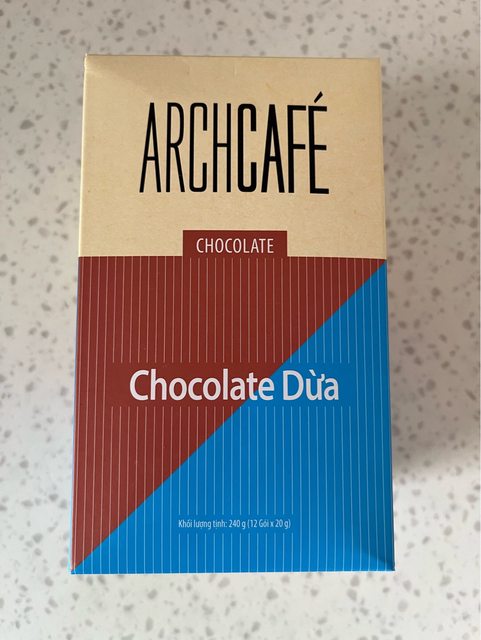 ARCHCAFÉ
CHOCOLATE
Chocolate Dừa
Khối lượng tịnh: 240 g (12 Gói x 20 g)